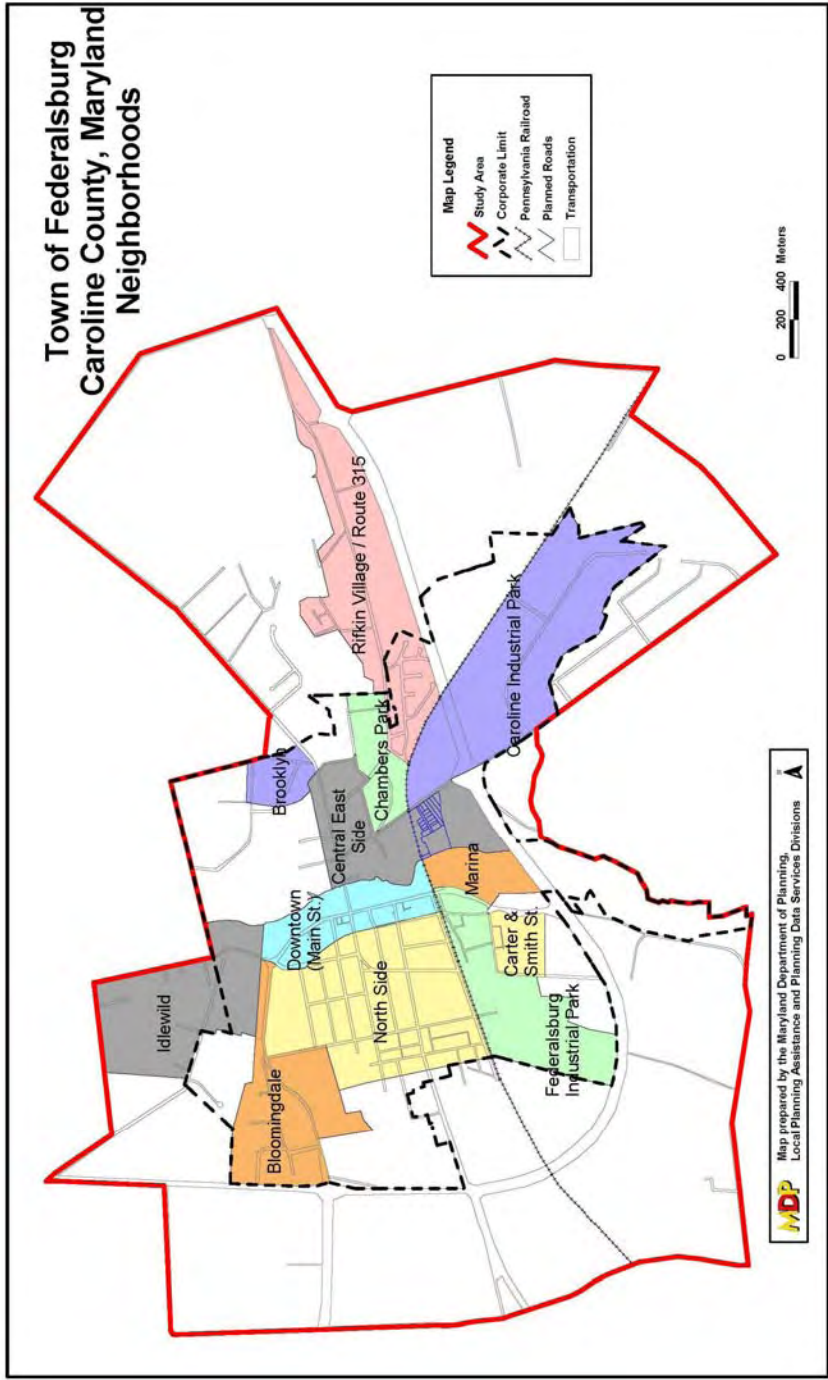 Town of Federalsburg
Caroline County, Maryland
Neighborhoods
Idlewild
Bloomingdale
Downtown
(Main St.)
North Side
Brooklyn
Central East
Side
Chambers Park
Rifkin Village / Route 315
Caroline Industrial Park
Marina
Carter &
Smith St.
Federalsburg
Industrial Park
Map Legend
Study Area
Corporate Limit
Pennsylvania Railroad
Planned Roads
Transportation
0 200 400 Meters
MDP
Map prepared by the Maryland Department of Planning,
Local Planning Assistance and Planning Data Services Divisions